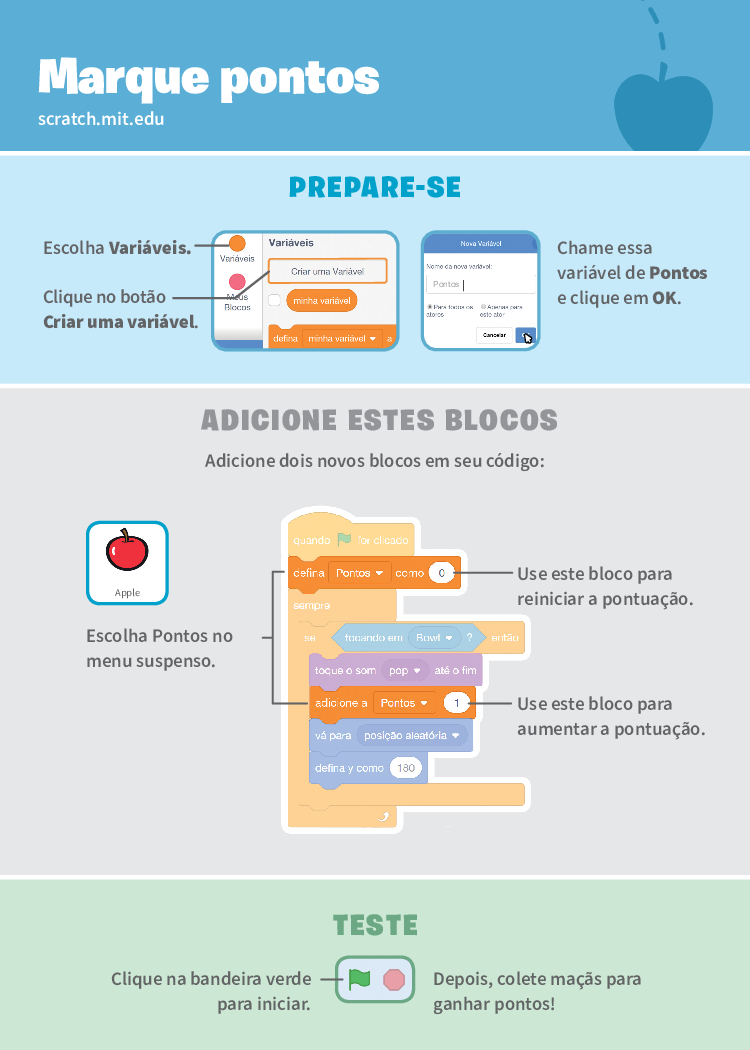 Marque pontos
scratch.mit.edu
PREPARE-SE
Escolha Variáveis.
Clique no botão
Criar uma variável.
Variáveis
Meus
Blocos
Variáveis
Criar uma Variável
minha variável
defina minha variável a
Nova Variável
Nome da nova variável:
Pontos
Para todos os
atores
Apenas para
este ator
Cancelar
Chame essa
variável de Pontos
e clique em OK.
ADICIONE ESTES BLOCOS
Adicione dois novos blocos em seu código:
Apple
Escolha Pontos no
menu suspenso.
quando for clicado
defina Pontos como 0
sempre
se tocando em Bowl ? então
toque o som pop até o fim
adicione a Pontos 1
vá para posição aleatória
defina y como 180
Use este bloco para
reiniciar a pontuação.
Use este bloco para
aumentar a pontuação.
TESTE
Clique na bandeira verde
para iniciar.
Depois, colete maçãs para
ganhar pontos!